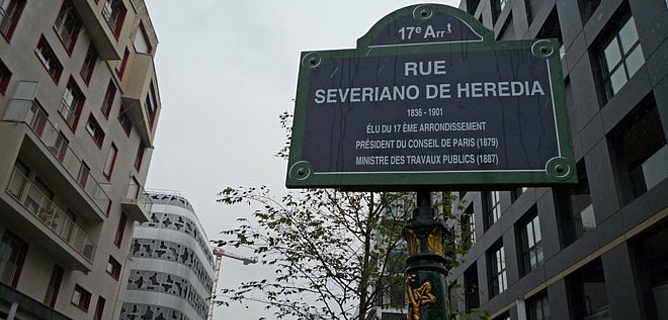 17e Arrt
RUE
SEVERIANO DE HEREDIA
1836 - 1901
ÉLU DU 17 ÈME ARRONDISSEMENT
PRÉSIDENT DU CONSEIL DE PARIS (1879)
MINISTRE DES TRAVAUX PUBLICS (1887)